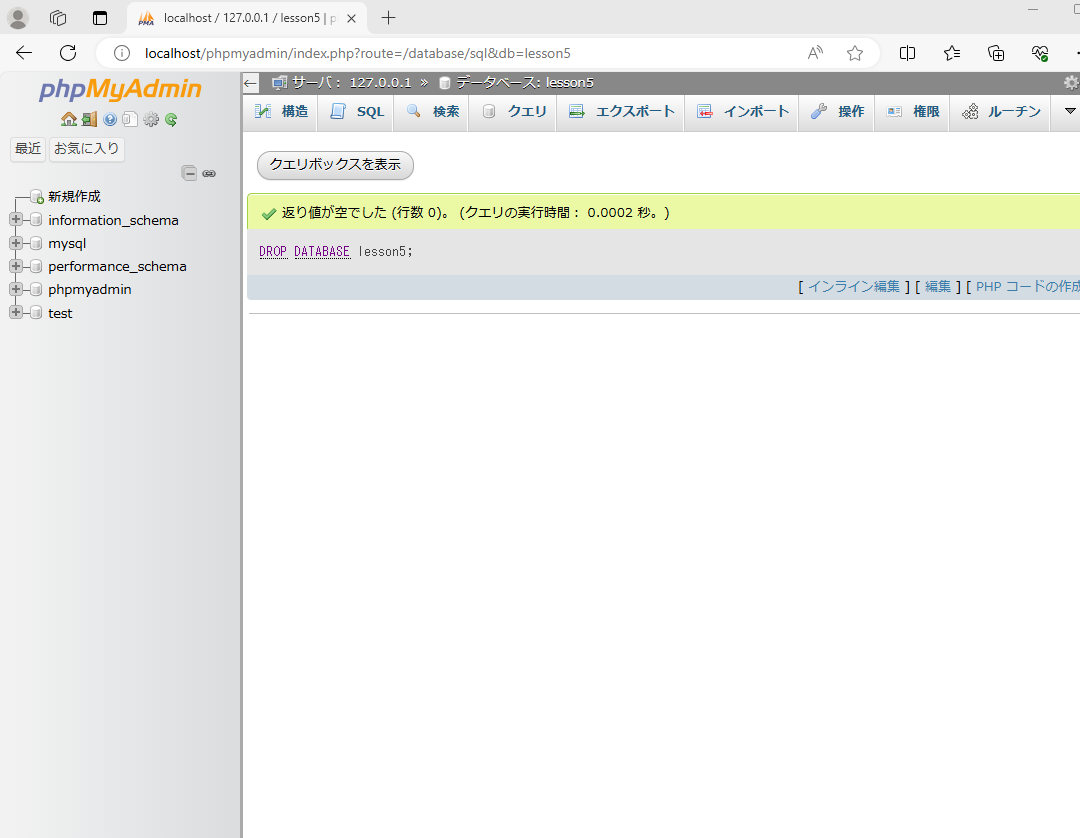 localhost / 127.0.0.1 / lesson5 | p
localhost/phpmyadmin/index.php?route=/database/sql&db=lesson5
phpMyAdmin
最近 お気に入り
新規作成
information_schema
mysql
performance_schema
phpmyadmin
test
サーバ: 127.0.0.1 » データベース: lesson5
構造 SQL 検索 クエリ エクスポート インポート 操作 権限 ルーチン
クエリボックスを表示
返り値が空でした (行数 0)。 (クエリの実行時間: 0.0002 秒。)
DROP DATABASE lesson5;
[ インライン編集 ] [ 編集 ] [ PHP コードの作成